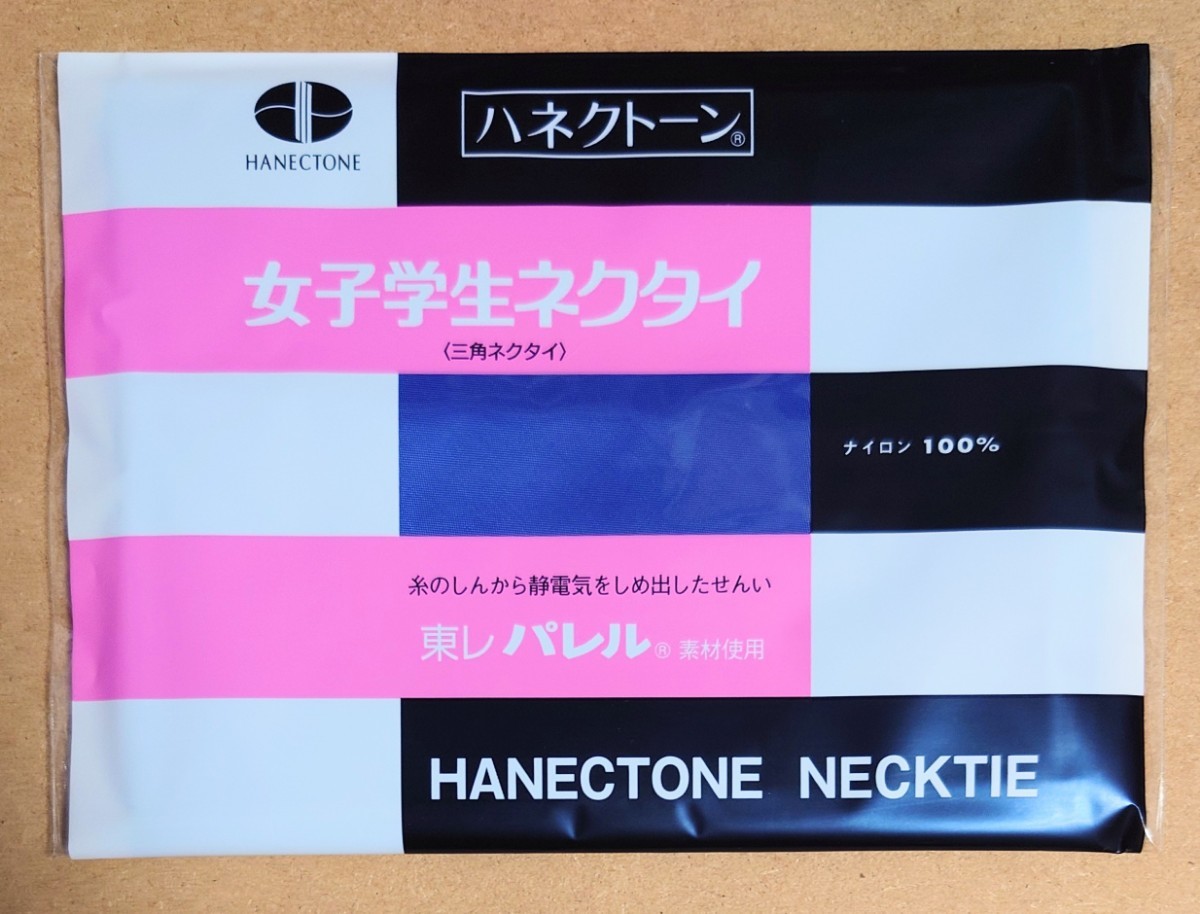 HANECTONE
ハネクトーン®
女子学生ネクタイ
〈三角ネクタイ〉
ナイロン 100%
糸のしんから静電気をしめ出したせんい
東レ パレル® 素材使用
HANECTONE NECKTIE